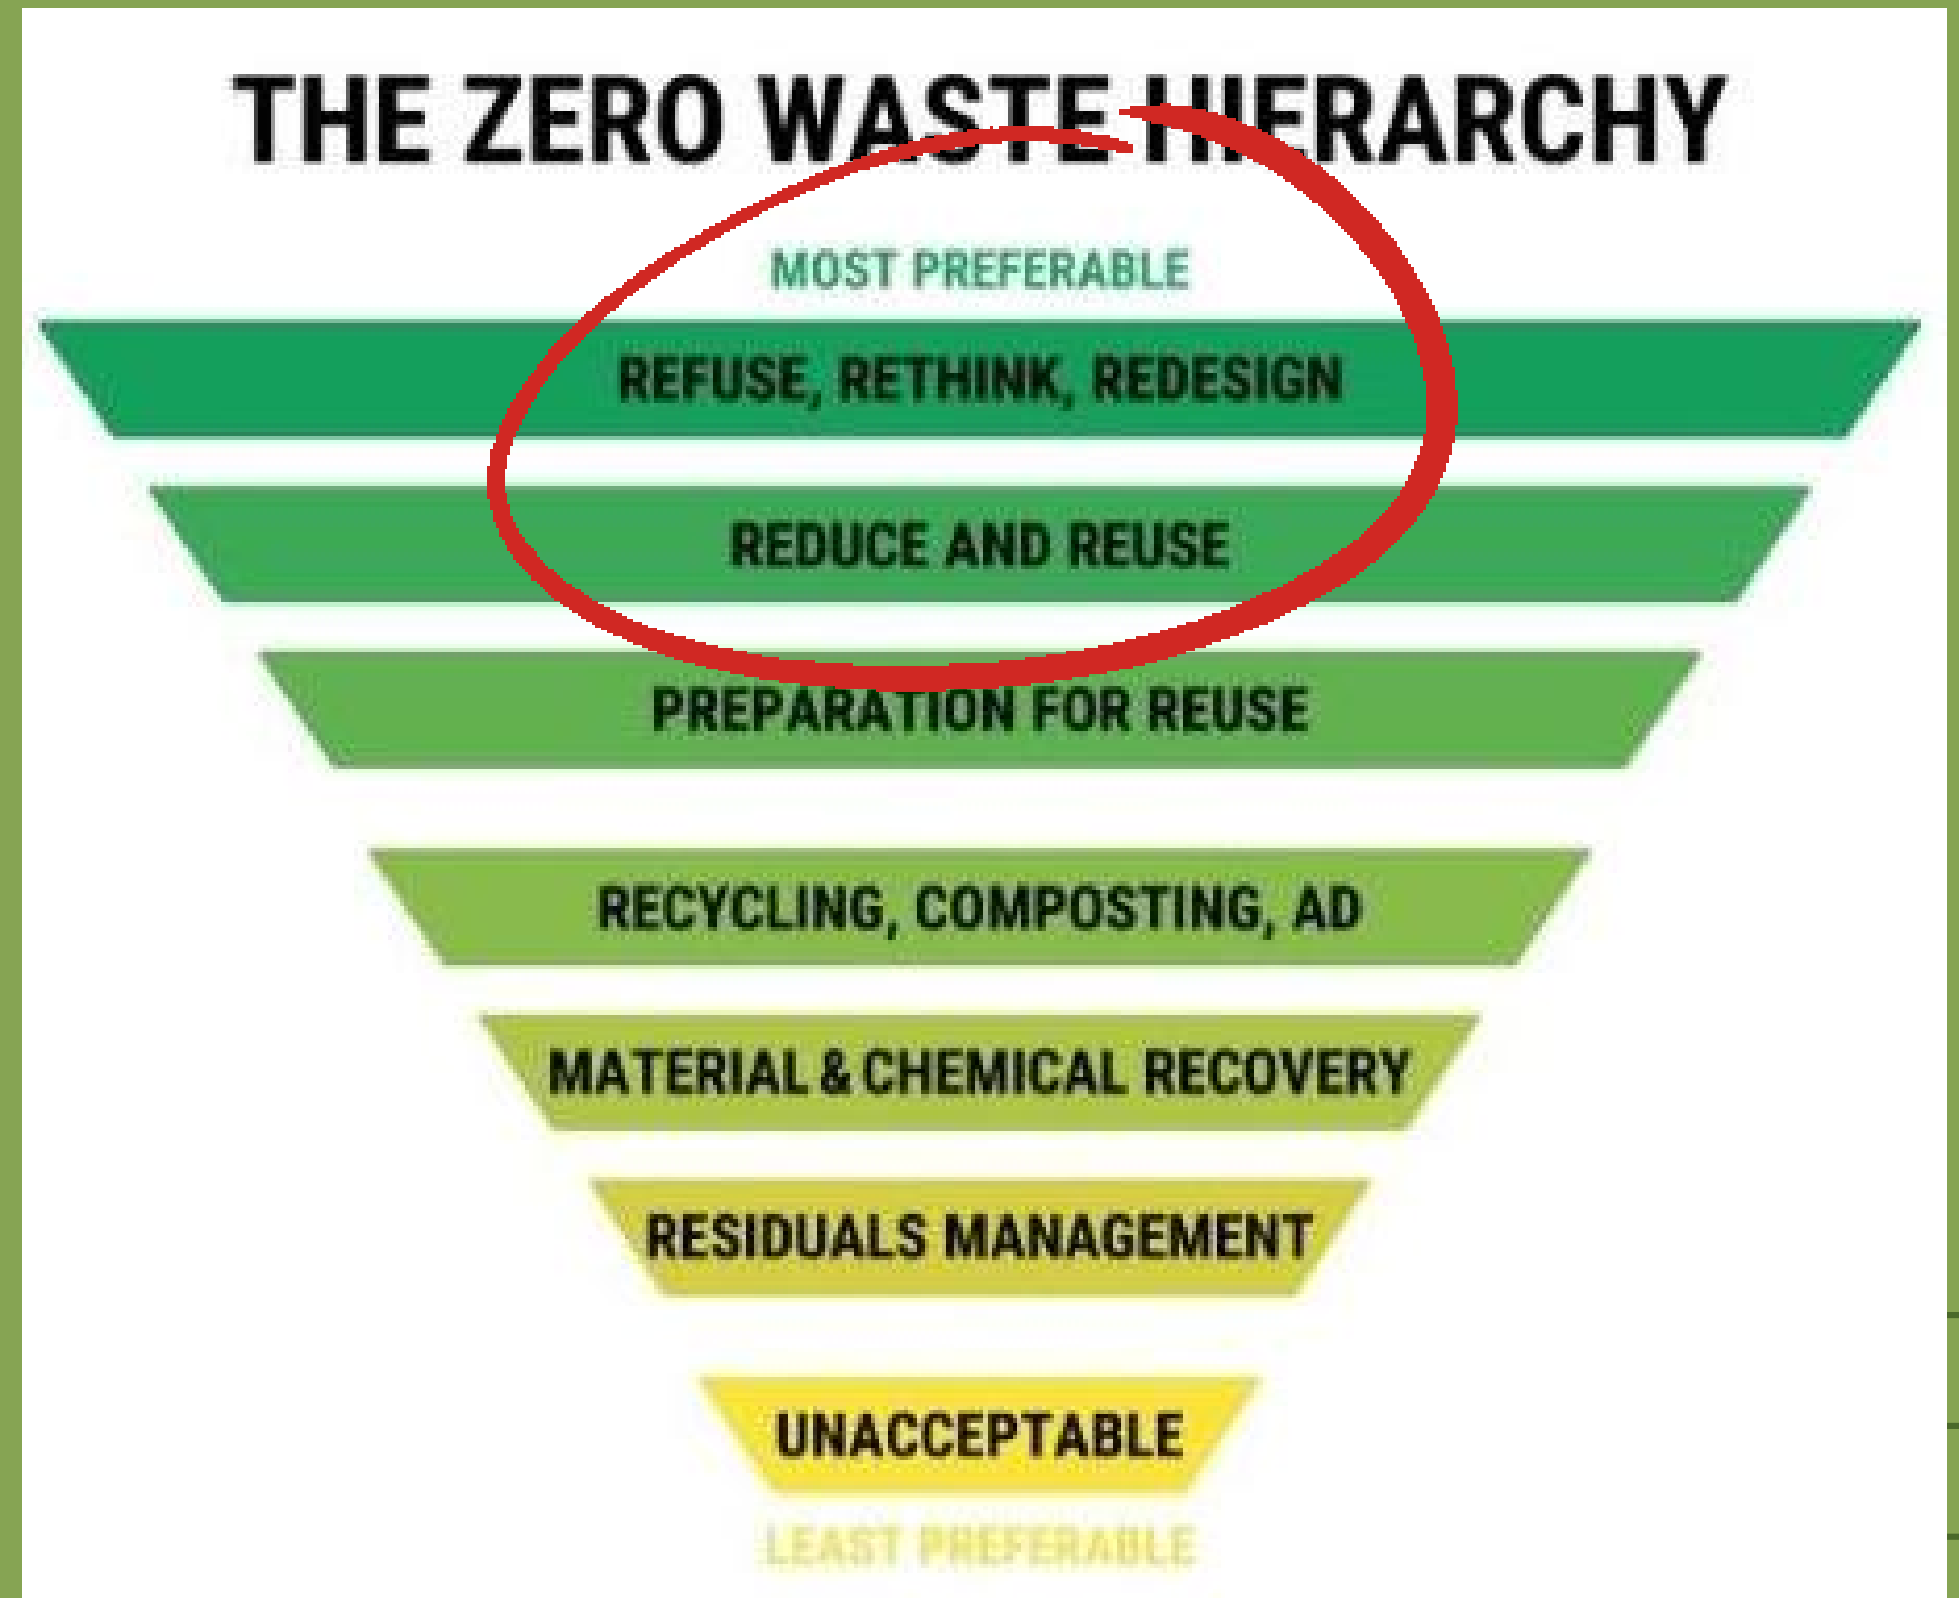 THE ZERO WASTE HIERARCHY
MOST PREFERABLE
REFUSE, RETHINK, REDESIGN
REDUCE AND REUSE
PREPARATION FOR REUSE
RECYCLING, COMPOSTING, AD
MATERIAL & CHEMICAL RECOVERY
RESIDUALS MANAGEMENT
UNACCEPTABLE
LEAST PREFERABLE